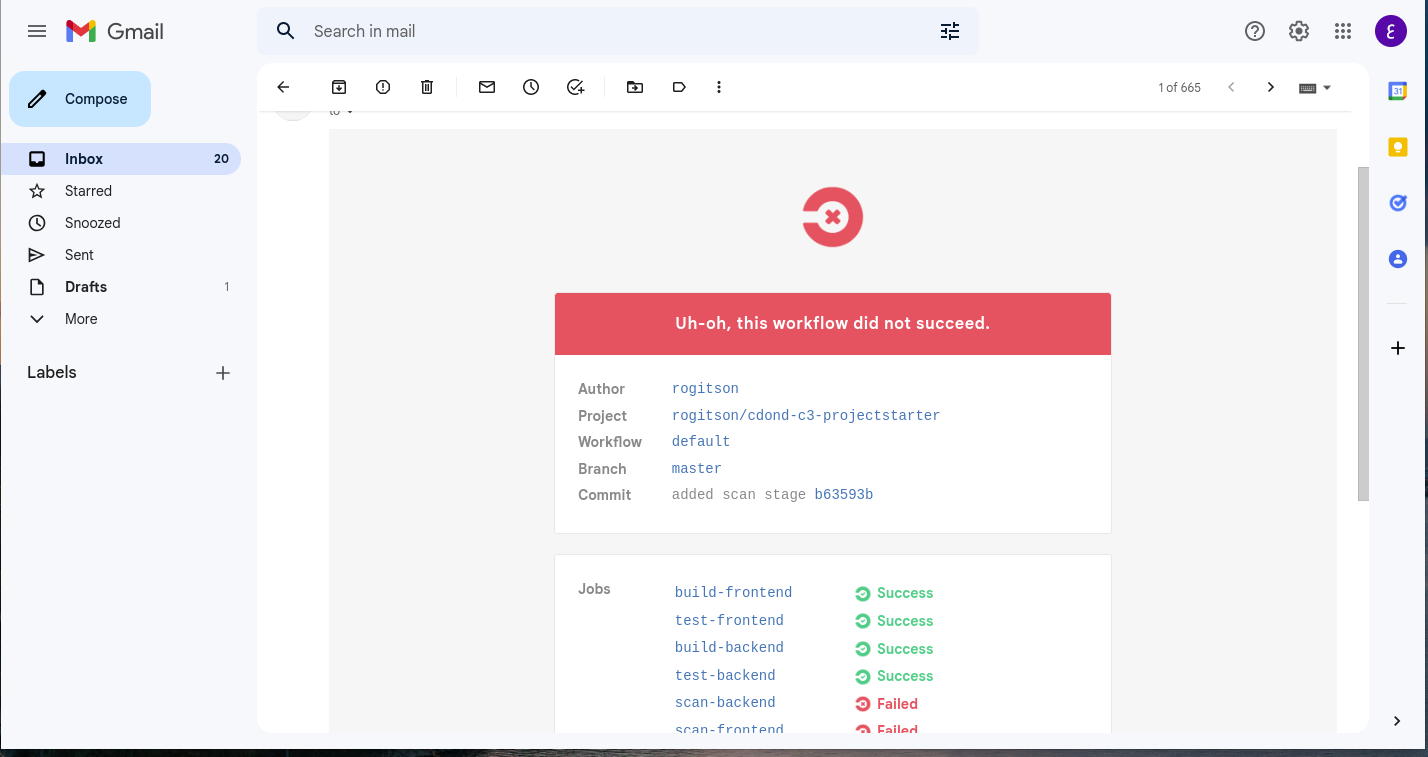 Gmail
Search in mail
Compose
1 of 665
Inbox 20
Starred
Snoozed
Sent
Drafts 1
More
Labels
to
Uh-oh, this workflow did not succeed.
Author rogitson
Project rogitson/cdond-c3-projectstarter
Workflow default
Branch master
Commit added scan stage b63593b
Jobs build-frontend Success
test-frontend Success
build-backend Success
test-backend Success
scan-backend Failed
scan-frontend Failed
31
ع